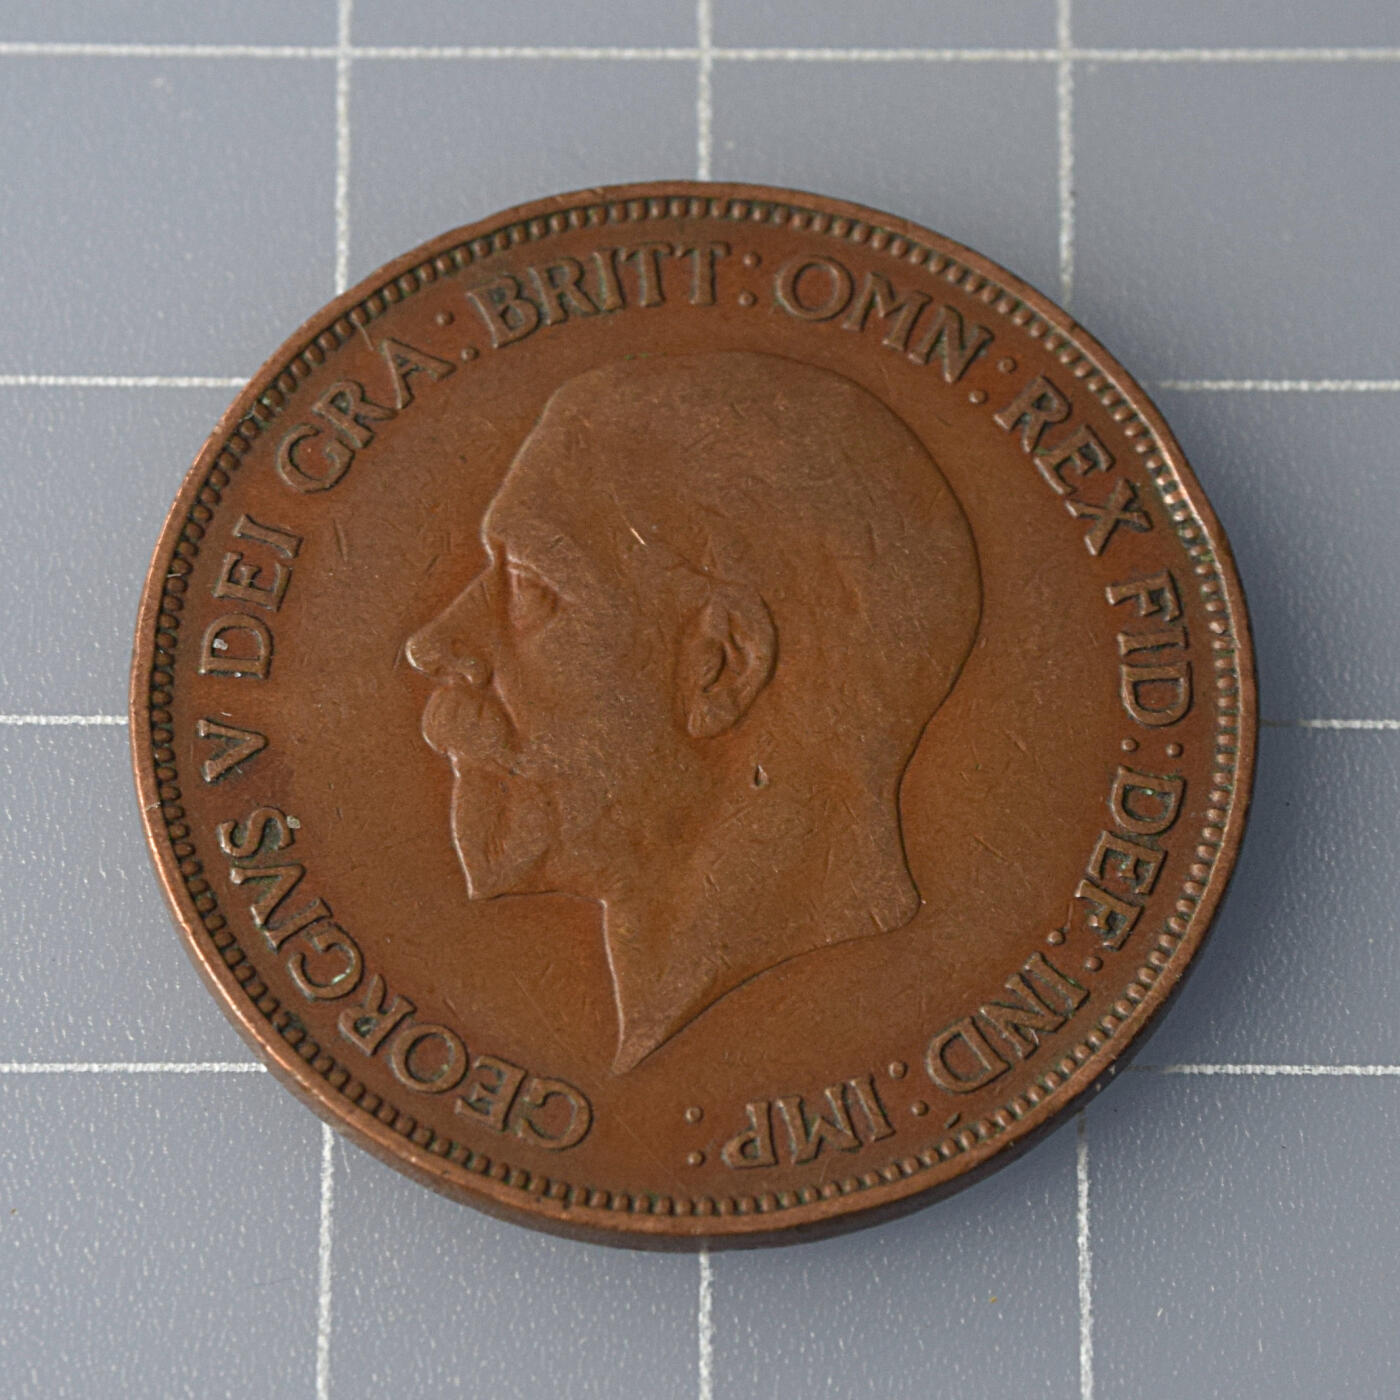 GEORGIVS V DEI GRA: BRITT: OMN: REX FID: DEF: IND: IMP: